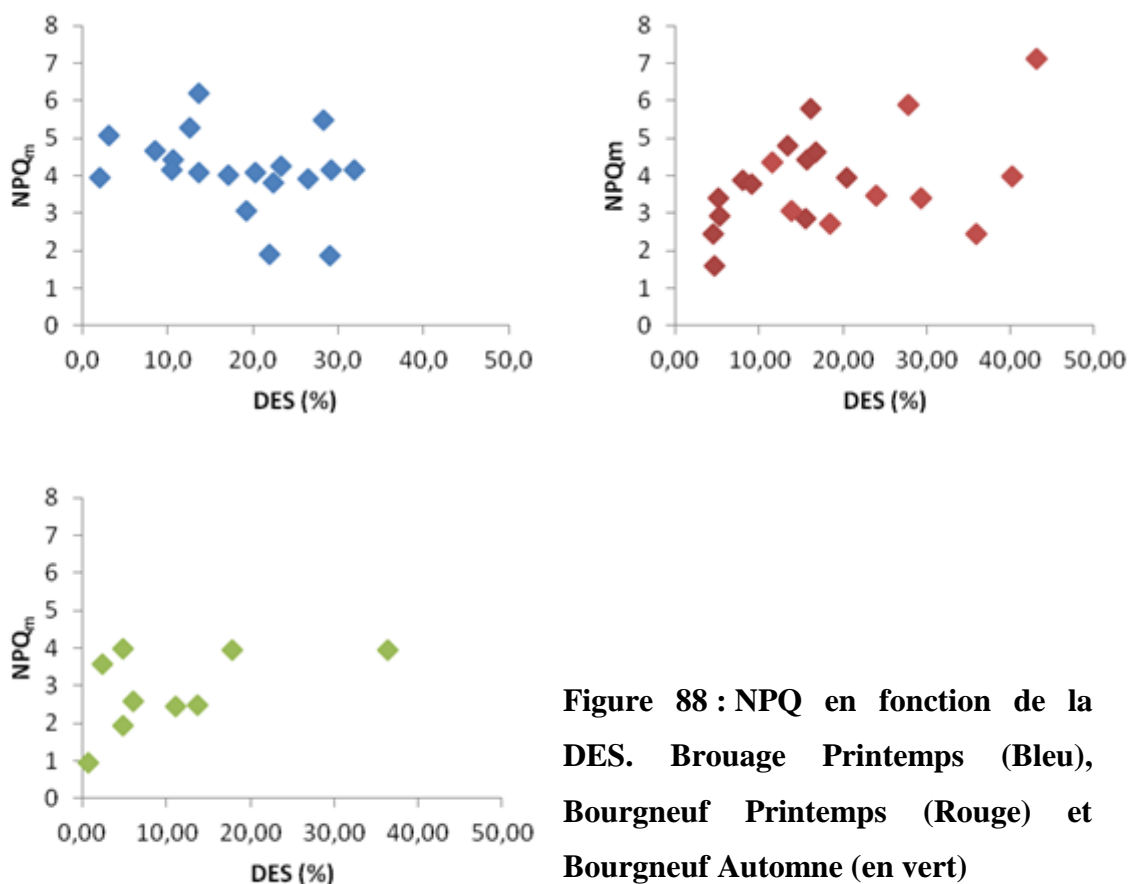 NPQm
8
7
6
5
4
3
2
1
0
0,0 10,0 20,0 30,0 40,0 50,0
DES (%)
NPQm
8
7
6
5
4
3
2
1
0
0,00 10,00 20,00 30,00 40,00 50,00
DES (%)
NPQm
8
7
6
5
4
3
2
1
0
0,00 10,00 20,00 30,00 40,00 50,00
DES (%)
Figure 88 : NPQ en fonction de la
DES. Brouage Printemps (Bleu),
Bourgneuf Printemps (Rouge) et
Bourgneuf Automne (en vert)